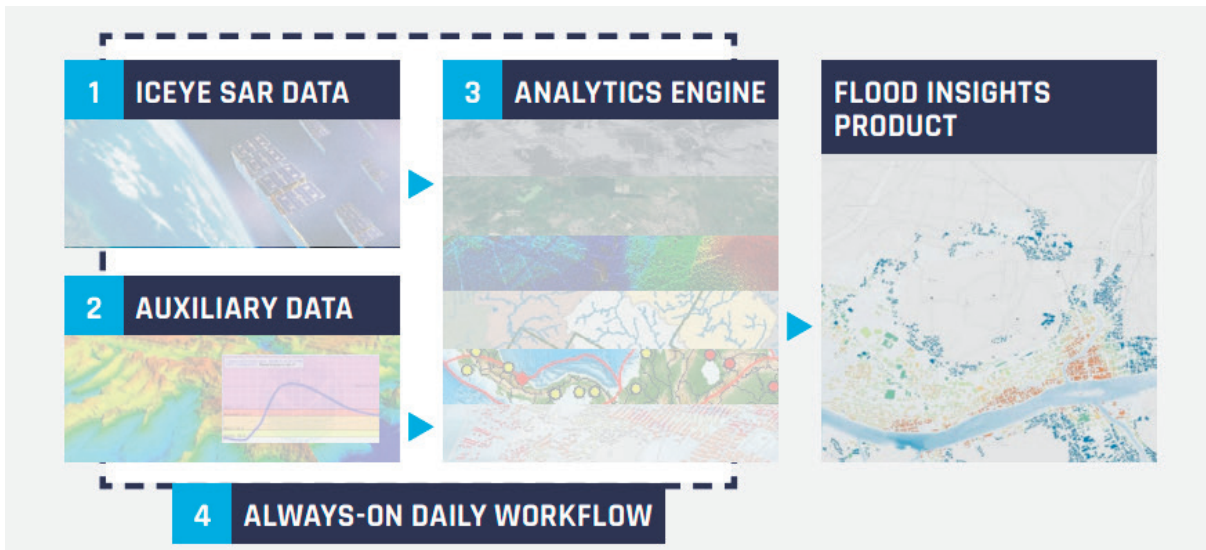 1 ICEYE SAR DATA
2 AUXILIARY DATA
3 ANALYTICS ENGINE
4 ALWAYS-ON DAILY WORKFLOW
FLOOD INSIGHTS
PRODUCT